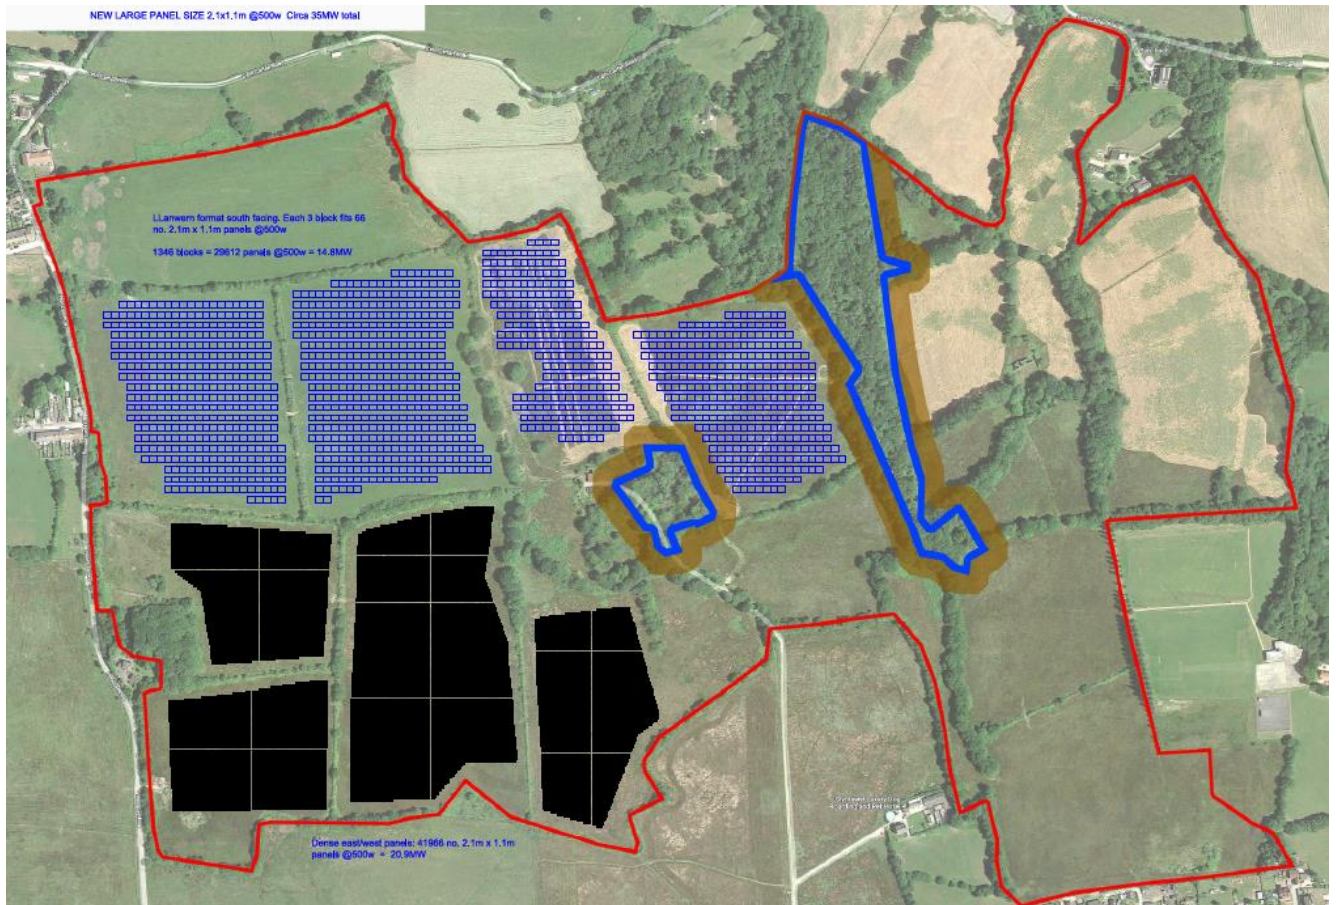 NEW LARGE PANEL SIZE 2.1x1.1m @500w Circa 35MW total
LLanwern format south facing. Each 3 block fits 66
no. 2.1m x 1.1m panels @500w
1346 blocks = 29612 panels @500w = 14.8MW
Dense east/west panels: 41966 no. 2.1m x 1.1m
panels @500w = 20.9MW